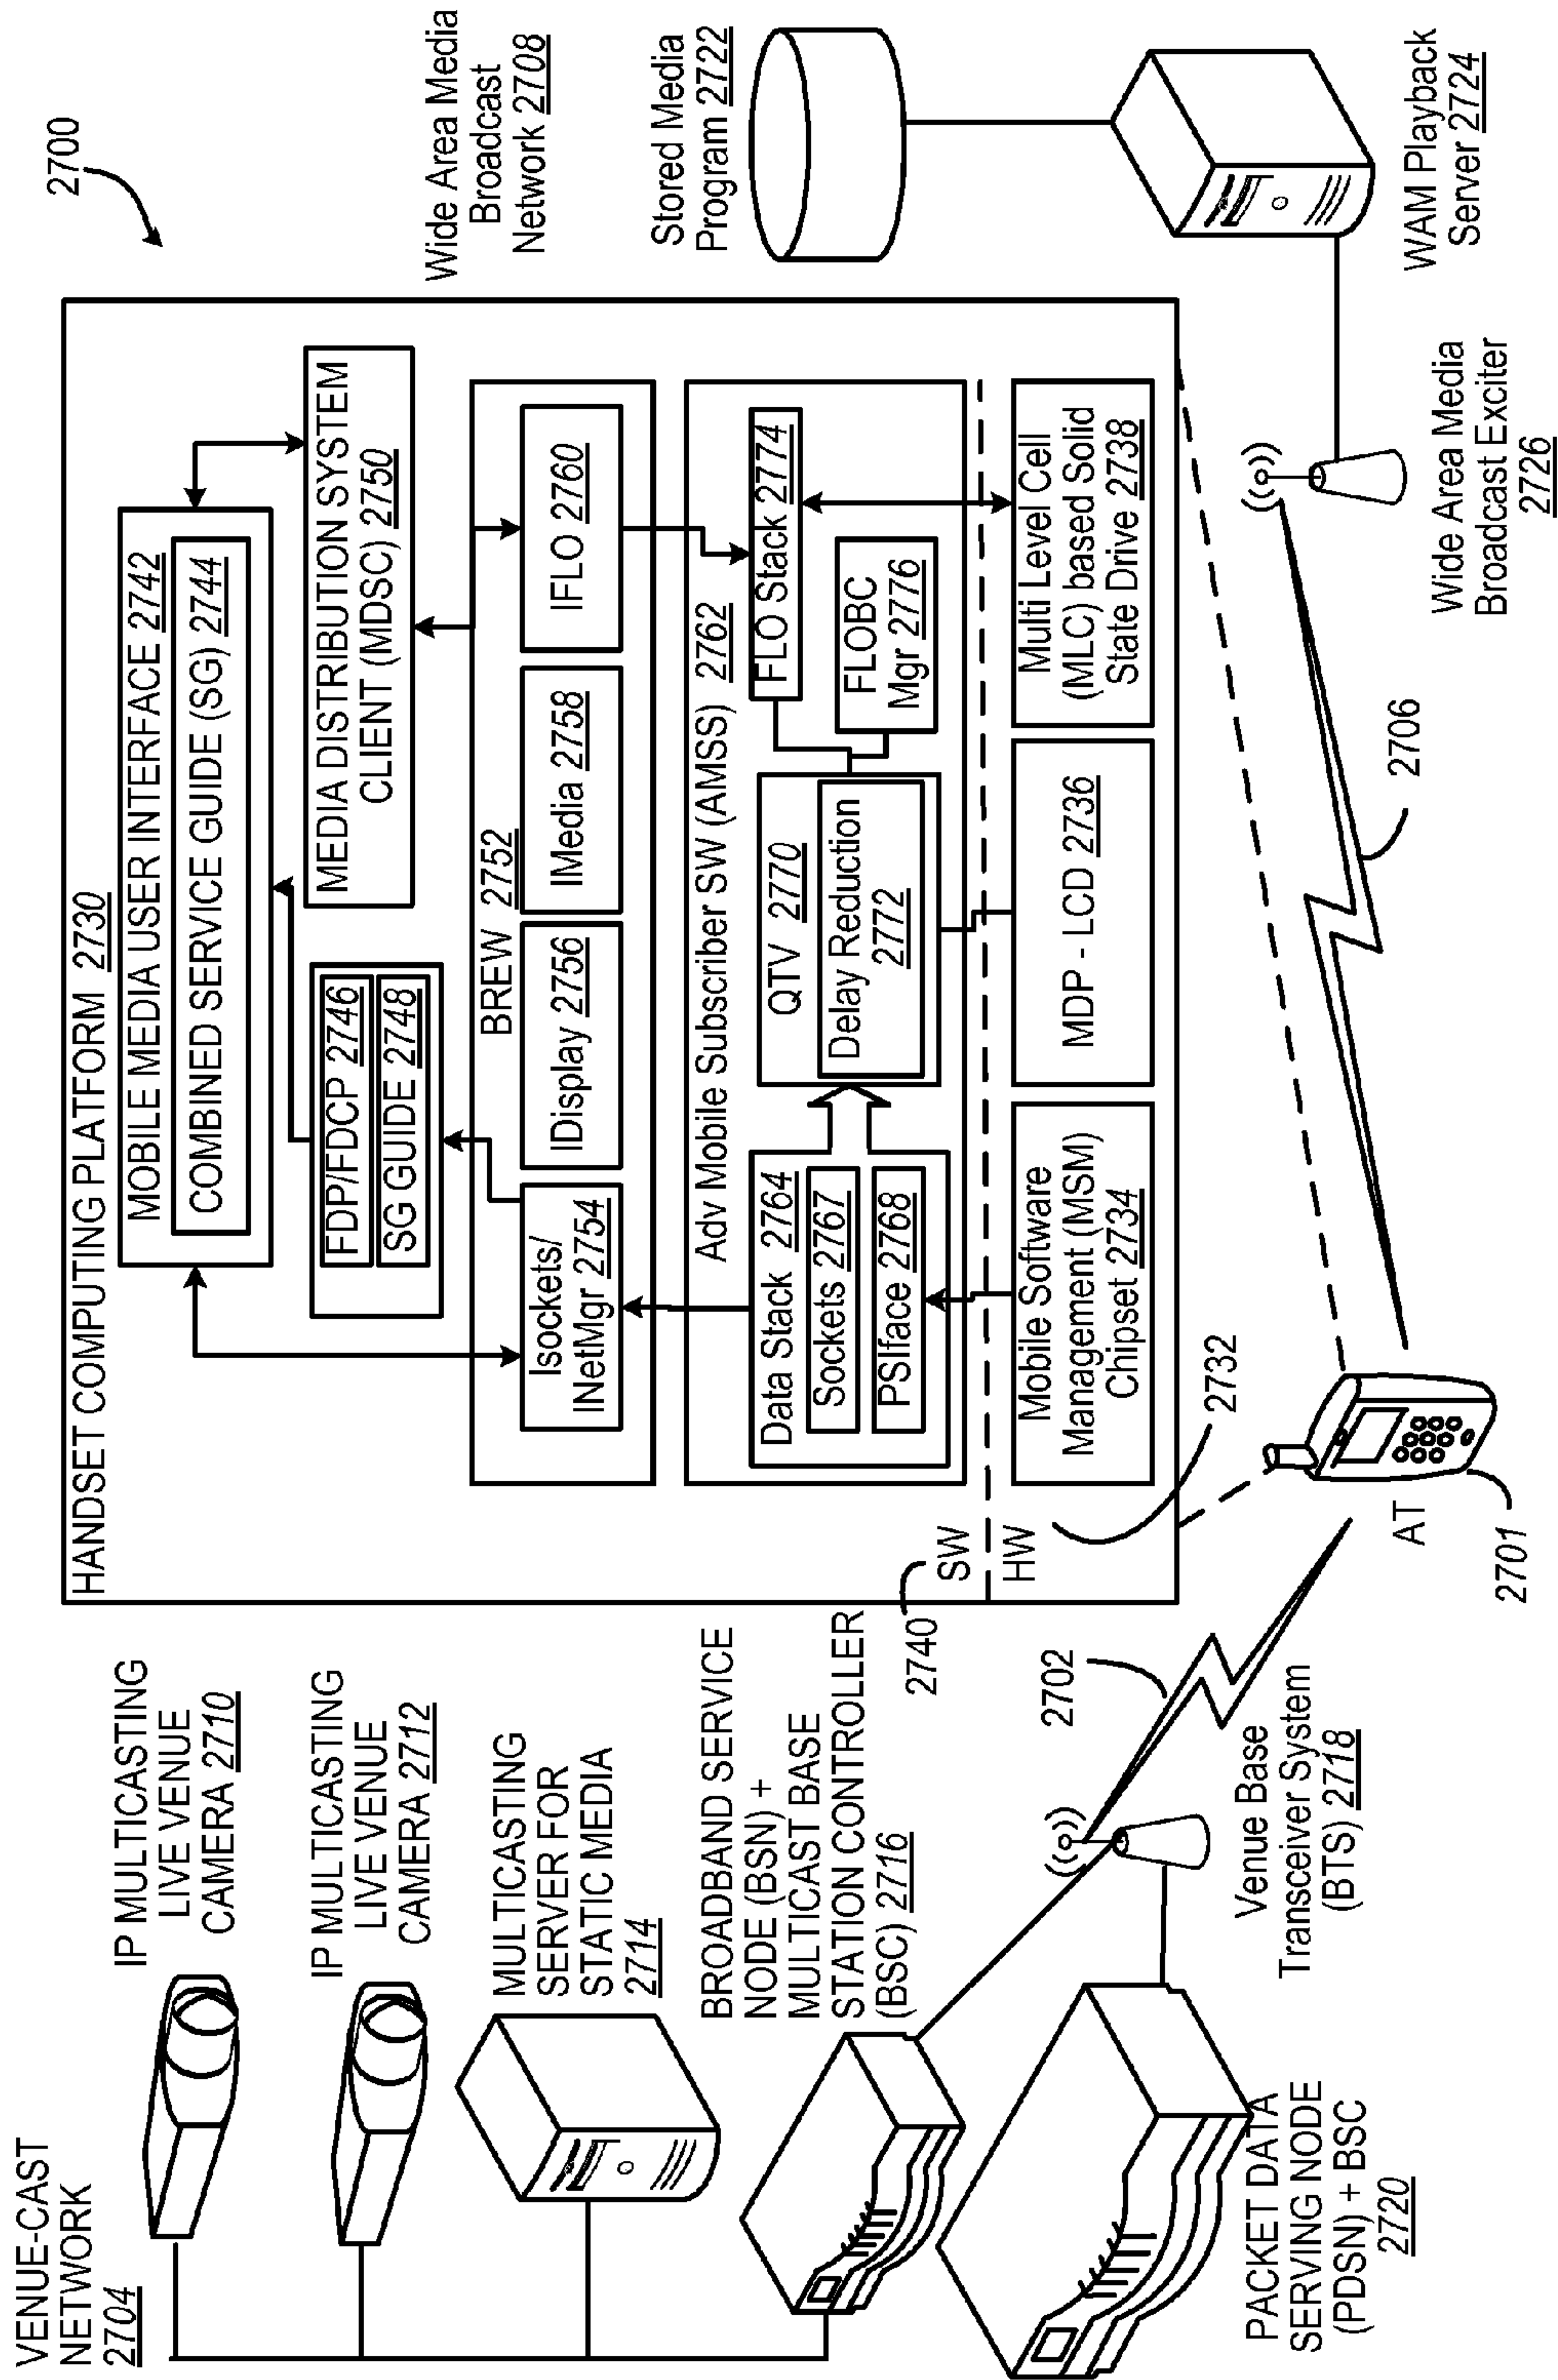 2700
VENUE-CAST
NETWORK
2704
IP MULTICASTING
LIVE VENUE
CAMERA 2710
IP MULTICASTING
LIVE VENUE
CAMERA 2712
MULTICASTING
SERVER FOR
STATIC MEDIA
2714
BROADBAND SERVICE
NODE (BSN) +
MULTICAST BASE
STATION CONTROLLER
(BSC) 2716
PACKET DATA
SERVING NODE
(PDSN) + BSC
2720
Venue Base
Transceiver System
(BTS) 2718
2702
HANDSET COMPUTING PLATFORM 2730
MOBILE MEDIA USER INTERFACE 2742
COMBINED SERVICE GUIDE (SG) 2744
FDP/FDCP 2746
SG GUIDE 2748
MEDIA DISTRIBUTION SYSTEM
CLIENT (MDSC) 2750
BREW 2752
Isockets/
INetMgr 2754
IDisplay 2756
IMedia 2758
IFLO 2760
Adv Mobile Subscriber SW (AMSS) 2762
Data Stack 2764
Sockets 2767
PSIface 2768
QTV 2770
Delay Reduction
2772
FLO Stack 2774
FLOBC
Mgr 2776
2740
SW
HW
2732
Mobile Software
Management (MSM)
Chipset 2734
MDP - LCD 2736
Multi Level Cell
(MLC) based Solid
State Drive 2738
AT
2701
2706
Wide Area Media
Broadcast
Network 2708
Stored Media
Program 2722
WAM Playback
Server 2724
Wide Area Media
Broadcast Exciter
2726